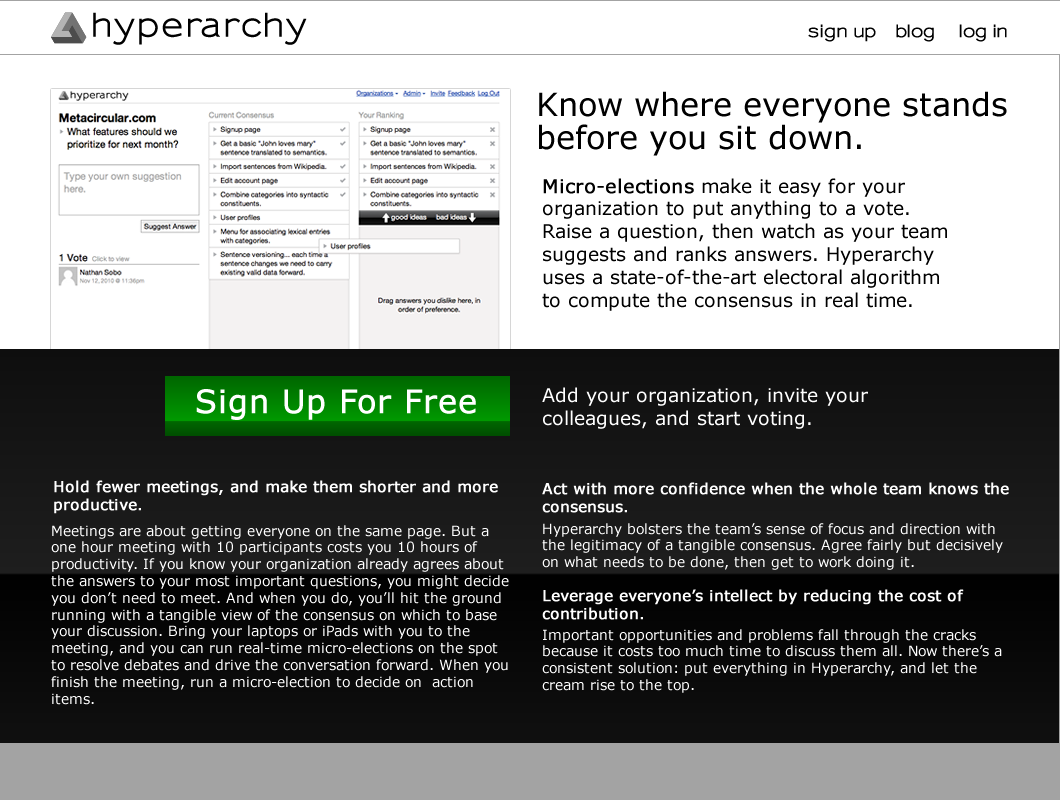 hyperarchy
sign up blog log in
hyperarchy
Organizations Admin Invite Feedback Log Out
Metacircular.com
What features should we
prioritize for next month?
Type your own suggestion
here.
Suggest Answer
1 Vote Click to view
Nathan Sobo
Nov 12, 2010 @ 11:36pm
Current Consensus
Signup page
Get a basic "John loves mary"
sentence translated to semantics.
Import sentences from Wikipedia.
Edit account page
Combine categories into syntactic
constituents.
User profiles
Menu for associating lexical entries
with categories.
Sentence versioning... each time a
sentence changes we need to carry
existing valid data forward.
Your Ranking
Signup page
Get a basic "John loves mary"
sentence translated to semantics.
Import sentences from Wikipedia.
Edit account page
Combine categories into syntactic
constituents.
good ideas bad ideas
User profiles
Drag answers you dislike here, in
order of preference.
Know where everyone stands
before you sit down.
Micro-elections make it easy for your
organization to put anything to a vote.
Raise a question, then watch as your team
suggests and ranks answers. Hyperarchy
uses a state-of-the-art electoral algorithm
to compute the consensus in real time.
Sign Up For Free
Add your organization, invite your
colleagues, and start voting.
Hold fewer meetings, and make them shorter and more
productive.
Meetings are about getting everyone on the same page. But a
one hour meeting with 10 participants costs you 10 hours of
productivity. If you know your organization already agrees about
the answers to your most important questions, you might decide
you don’t need to meet. And when you do, you’ll hit the ground
running with a tangible view of the consensus on which to base
your discussion. Bring your laptops or iPads with you to the
meeting, and you can run real-time micro-elections on the spot
to resolve debates and drive the conversation forward. When you
finish the meeting, run a micro-election to decide on  action
items.
Act with more confidence when the whole team knows the
consensus.
Hyperarchy bolsters the team’s sense of focus and direction with
the legitimacy of a tangible consensus. Agree fairly but decisively
on what needs to be done, then get to work doing it.
Leverage everyone’s intellect by reducing the cost of
contribution.
Important opportunities and problems fall through the cracks
because it costs too much time to discuss them all. Now there’s a
consistent solution: put everything in Hyperarchy, and let the
cream rise to the top.